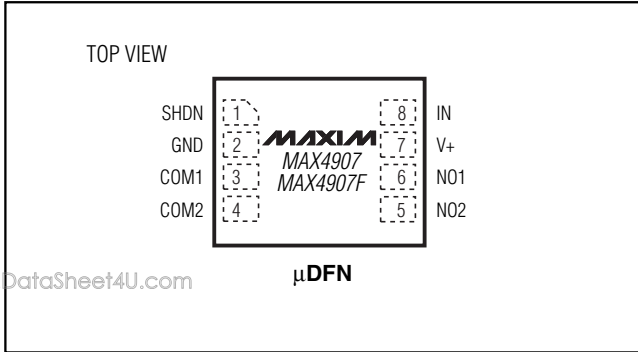 TOP VIEW
SHDN 1 8 IN
GND 2 MAXIM 7 V+
MAX4907
COM1 3 MAX4907F 6 NO1
COM2 4 5 NO2
DataSheet4U.com
µDFN